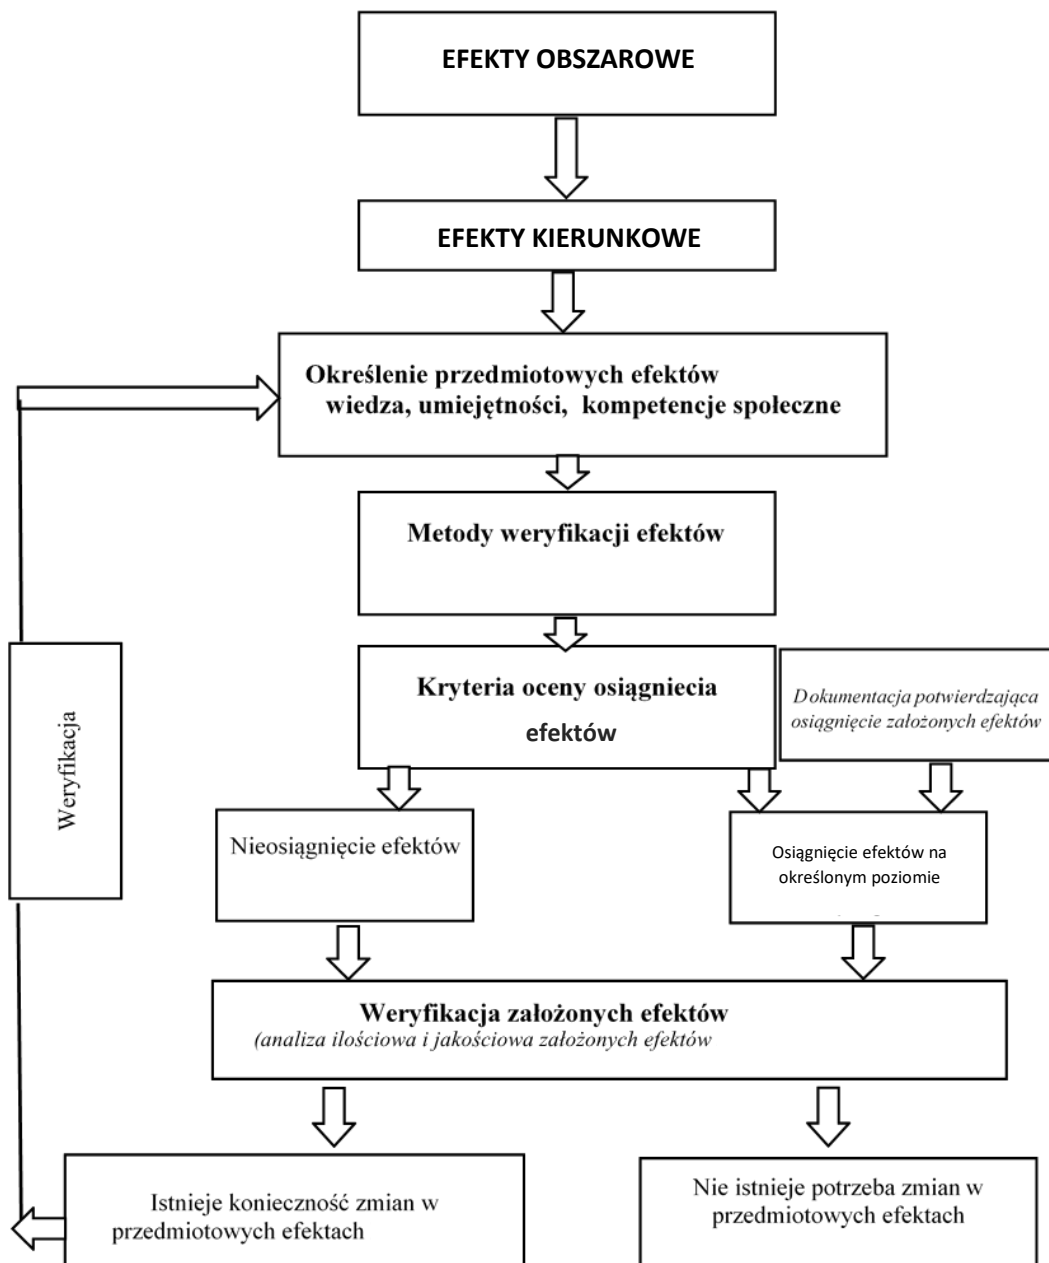 EFEKTY OBSZAROWE
EFEKTY KIERUNKOWE
Określenie przedmiotowych efektów
wiedza, umiejętności, kompetencje społeczne
Metody weryfikacji efektów
Kryteria oceny osiągniecia
efektów
Dokumentacja potwierdzająca
osiągnięcie założonych efektów
Weryfikacja
Nieosiągnięcie efektów
Osiągnięcie efektów na
określonym poziomie
Weryfikacja założonych efektów
(analiza ilościowa i jakościowa założonych efektów
Istnieje konieczność zmian w
przedmiotowych efektach
Nie istnieje potrzeba zmian w
przedmiotowych efektach